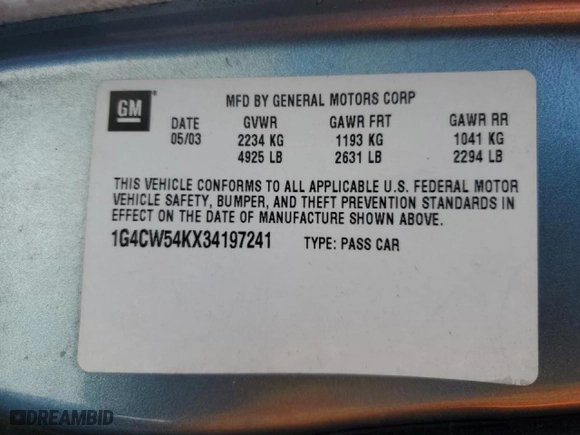 GM
MFD BY GENERAL MOTORS CORP
DATE GVWR GAWR FRT GAWR RR
05/03 2234 KG 1193 KG 1041 KG
4925 LB 2631 LB 2294 LB
THIS VEHICLE CONFORMS TO ALL APPLICABLE U.S. FEDERAL MOTOR
VEHICLE SAFETY, BUMPER, AND THEFT PREVENTION STANDARDS IN
EFFECT ON THE DATE OF MANUFACTURE SHOWN ABOVE.
1G4CW54KX34197241 TYPE: PASS CAR
DREAMBID